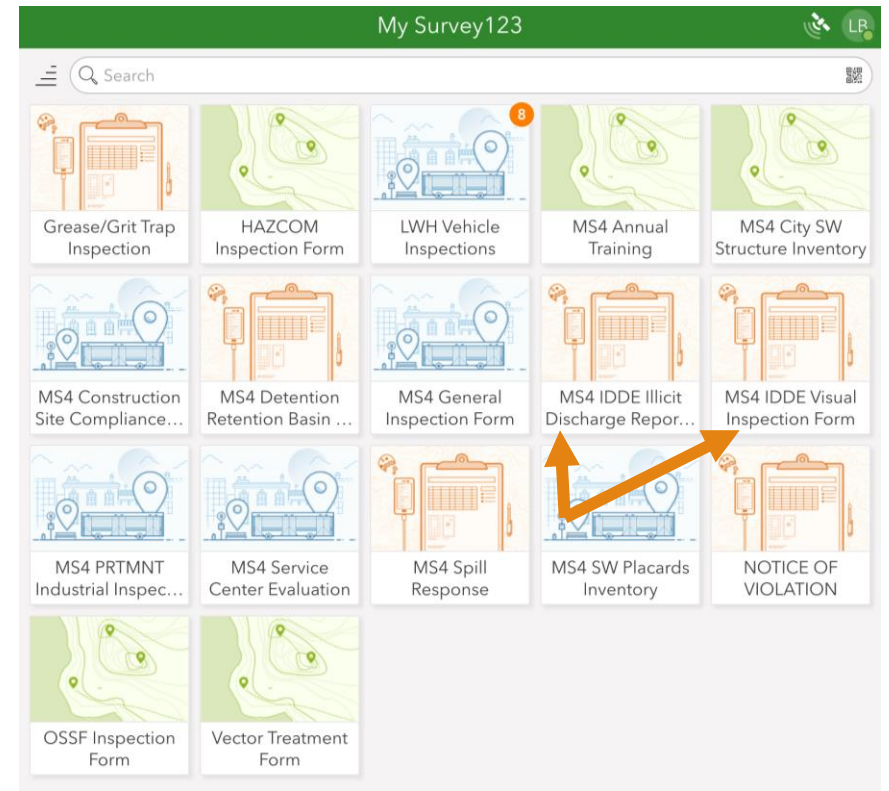 My Survey123
LB
Search
8
Grease/Grit Trap
Inspection
HAZCOM
Inspection Form
LWH Vehicle
Inspections
MS4 Annual
Training
MS4 City SW
Structure Inventory
MS4 Construction
Site Compliance...
MS4 Detention
Retention Basin ...
MS4 General
Inspection Form
MS4 IDDE Illicit
Discharge Repor...
MS4 IDDE Visual
Inspection Form
MS4 PRTMNT
Industrial Inspec...
MS4 Service
Center Evaluation
MS4 Spill
Response
MS4 SW Placards
Inventory
NOTICE OF
VIOLATION
OSSF Inspection
Form
Vector Treatment
Form